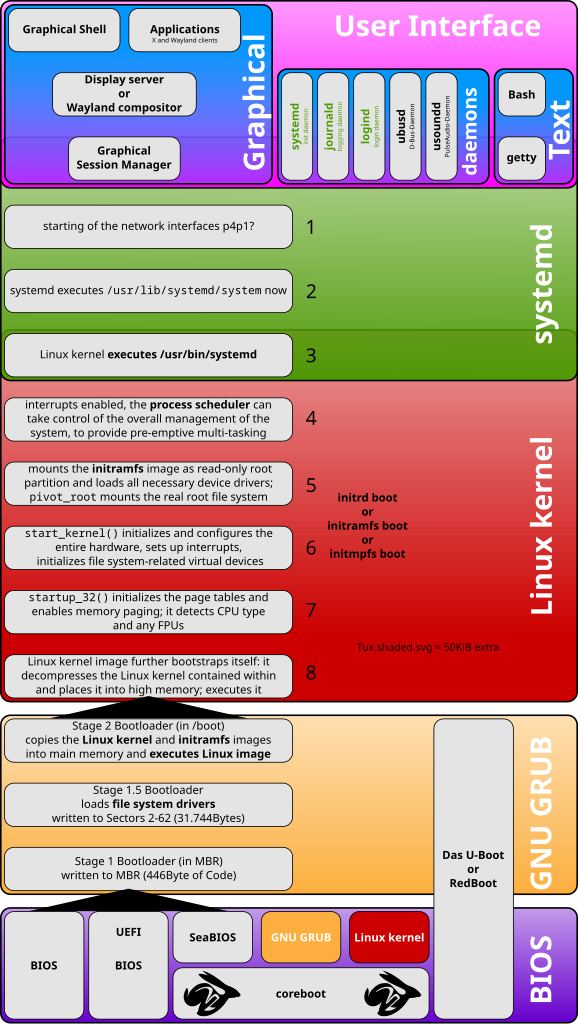 User Interface
Graphical Shell
Applications
X and Wayland clients
Display server
or
Wayland compositor
Graphical
Session Manager
Graphical
systemd
init daemon
journald
logging daemon
logind
login daemon
ubusd
D-Bus-Daemon
usoundd
PulseAudio-Daemon
daemons
Bash
getty
Text
starting of the network interfaces p4p1?
1
systemd executes /usr/lib/systemd/system now
2
Linux kernel executes /usr/bin/systemd
3
systemd
interrupts enabled, the process scheduler can
take control of the overall management of the
system, to provide pre-emptive multi-tasking
4
mounts the initramfs image as read-only root
partition and loads all necessary device drivers;
pivot_root mounts the real root file system
5
initrd boot
or
initramfs boot
or
initmpfs boot
start_kernel() initializes and configures the
entire hardware, sets up interrupts,
initializes file system-related virtual devices
6
startup_32() initializes the page tables and
enables memory paging; it detects CPU type
and any FPUs
7
Tux.shaded.svg = 50KiB extra
Linux kernel image further bootstraps itself: it
decompresses the Linux kernel contained within
and places it into high memory; executes it
8
Linux kernel
Stage 2 Bootloader (in /boot)
copies the Linux kernel and initramfs images
into main memory and executes Linux image
Stage 1.5 Bootloader
loads file system drivers
written to Sectors 2-62 (31.744Bytes)
Stage 1 Bootloader (in MBR)
written to MBR (446Byte of Code)
Das U-Boot
or
RedBoot
GNU GRUB
BIOS
UEFI
BIOS
SeaBIOS
GNU GRUB
Linux kernel
coreboot
BIOS